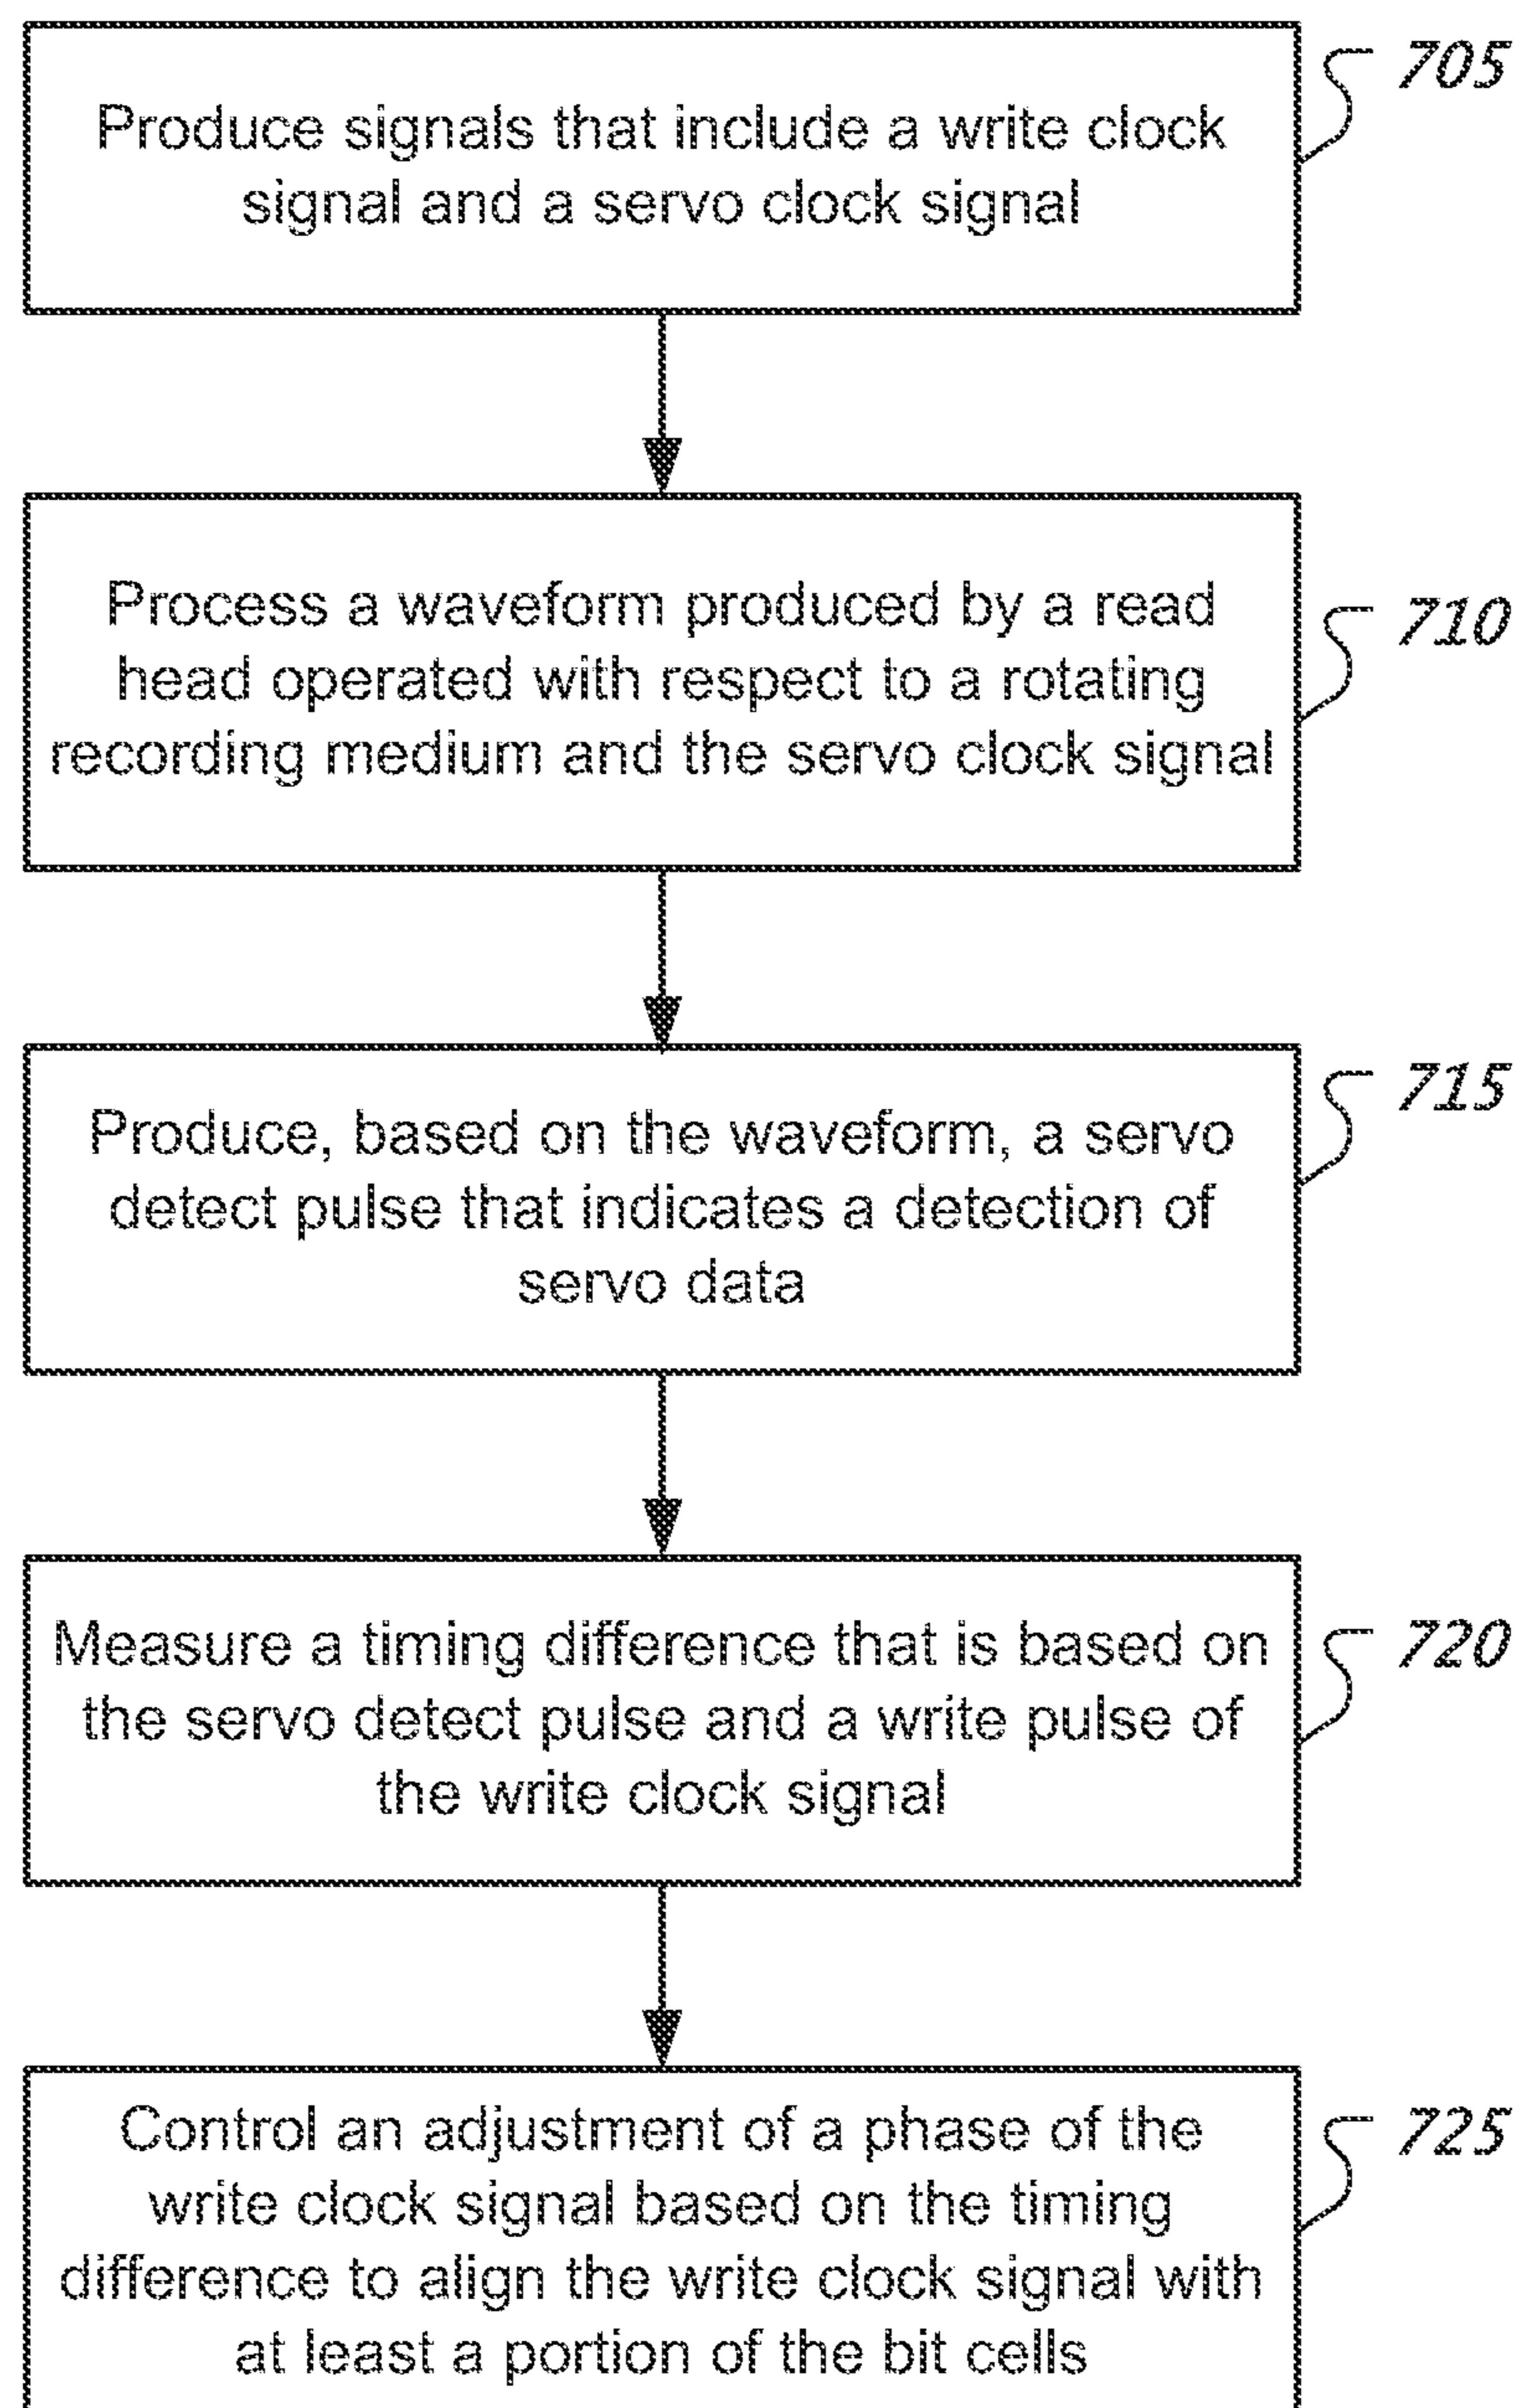 705
Produce signals that include a write clock
signal and a servo clock signal
710
Process a waveform produced by a read
head operated with respect to a rotating
recording medium and the servo clock signal
715
Produce, based on the waveform, a servo
detect pulse that indicates a detection of
servo data
720
Measure a timing difference that is based on
the servo detect pulse and a write pulse of
the write clock signal
725
Control an adjustment of a phase of the
write clock signal based on the timing
difference to align the write clock signal with
at least a portion of the bit cells